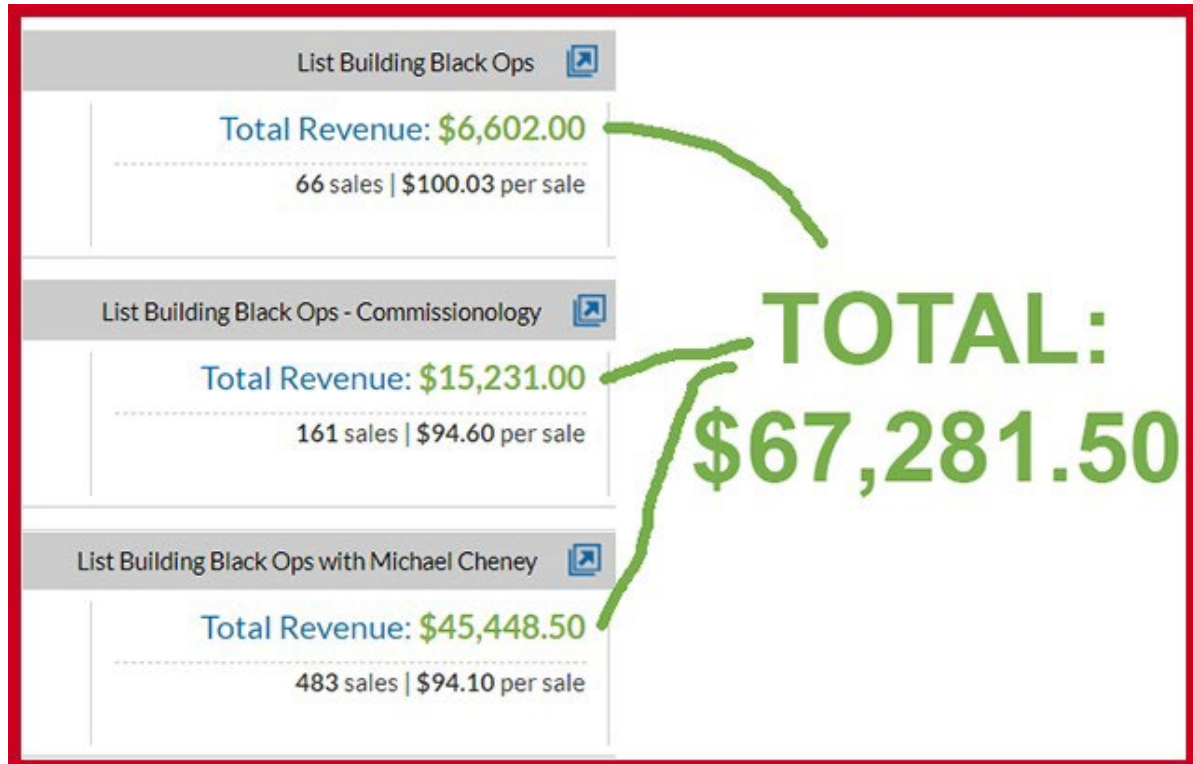 List Building Black Ops
Total Revenue: $6,602.00
66 sales | $100.03 per sale
List Building Black Ops - Commissionology
Total Revenue: $15,231.00
161 sales | $94.60 per sale
List Building Black Ops with Michael Cheney
Total Revenue: $45,448.50
483 sales | $94.10 per sale
TOTAL:
$67,281.50